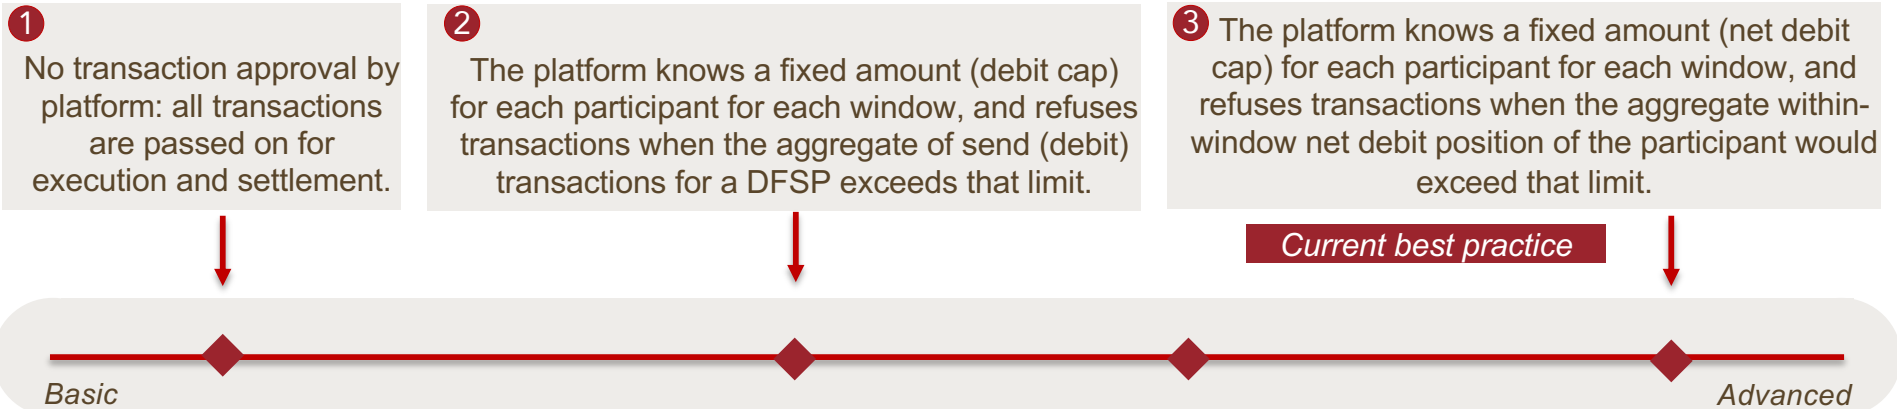 1
No transaction approval by
platform: all transactions
are passed on for
execution and settlement.
2
The platform knows a fixed amount (debit cap)
for each participant for each window, and refuses
transactions when the aggregate of send (debit)
transactions for a DFSP exceeds that limit.
3
The platform knows a fixed amount (net debit
cap) for each participant for each window, and
refuses transactions when the aggregate within-
window net debit position of the participant would
exceed that limit.
Current best practice
Basic
Advanced